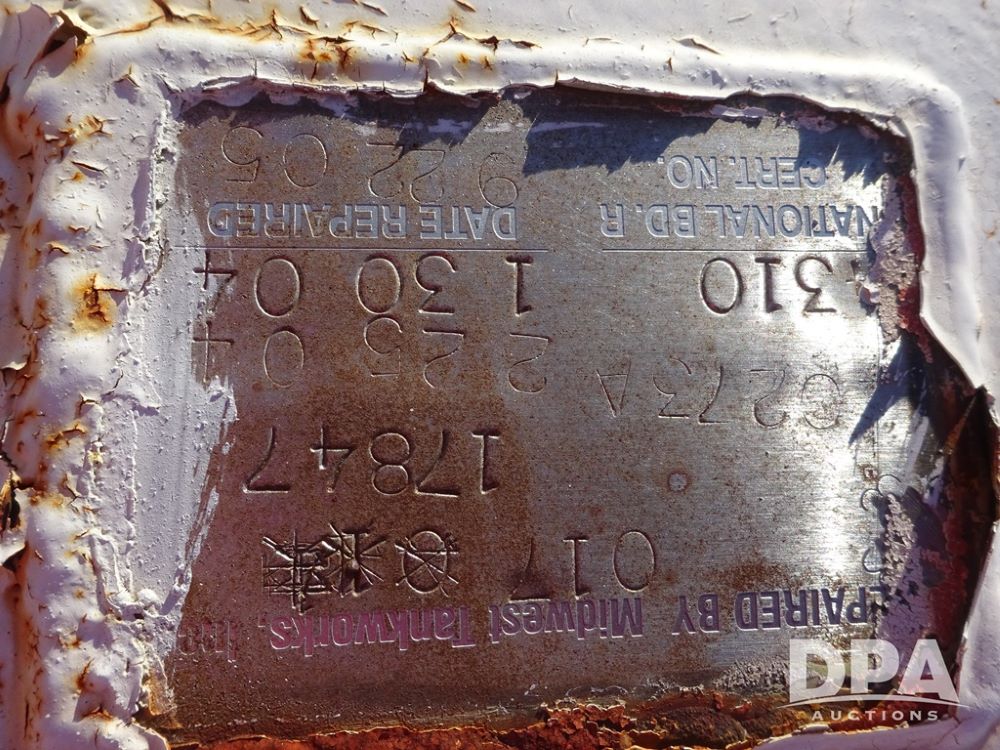 PAIRED BY Midwest Tankworks, Inc
017
17847
273A 2 25 04
310 1 30 04
NATIONAL BD. R DATE REPAIRED
CERT. NO. 9 22 05
DPA
AUCTIONS